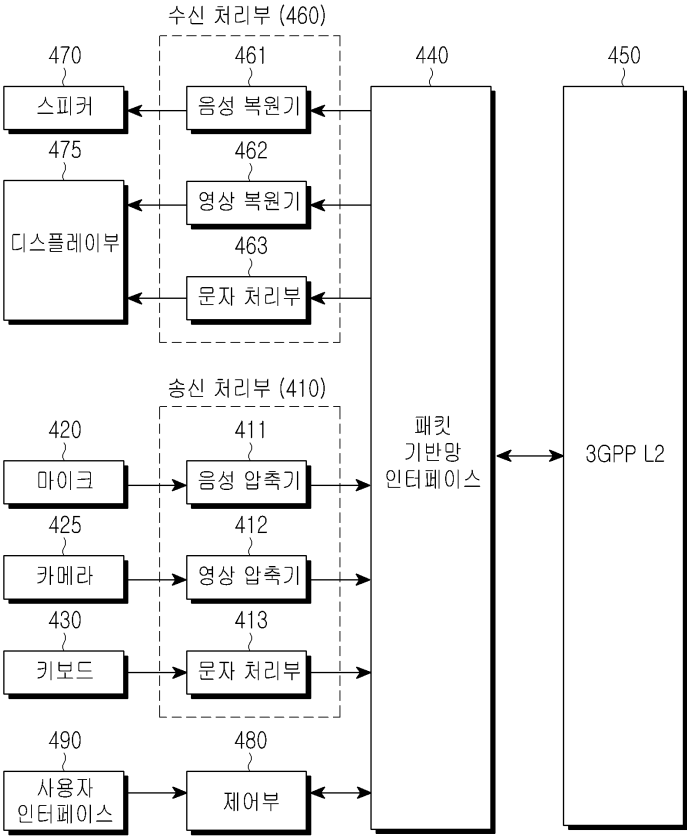 수신 처리부 (460)
470
461
440
450
스피커
음성 복원기
475
462
디스플레이부
영상 복원기
463
문자 처리부
송신 처리부 (410)
420
411
패킷
기반망
인터페이스
3GPP L2
마이크
음성 압축기
425
412
카메라
영상 압축기
430
413
키보드
문자 처리부
490
480
사용자
인터페이스
제어부